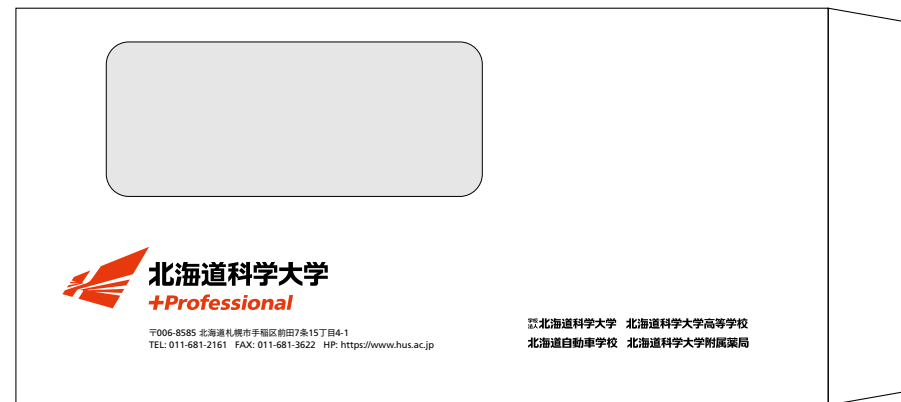 北海道科学大学
+Professional
〒006-8585 北海道札幌市手稲区前田7条15丁目4-1
TEL: 011-681-2161 FAX: 011-681-3622 HP: https://www.hus.ac.jp
学校法人 北海道科学大学 北海道科学大学高等学校
北海道自動車学校 北海道科学大学附属薬局